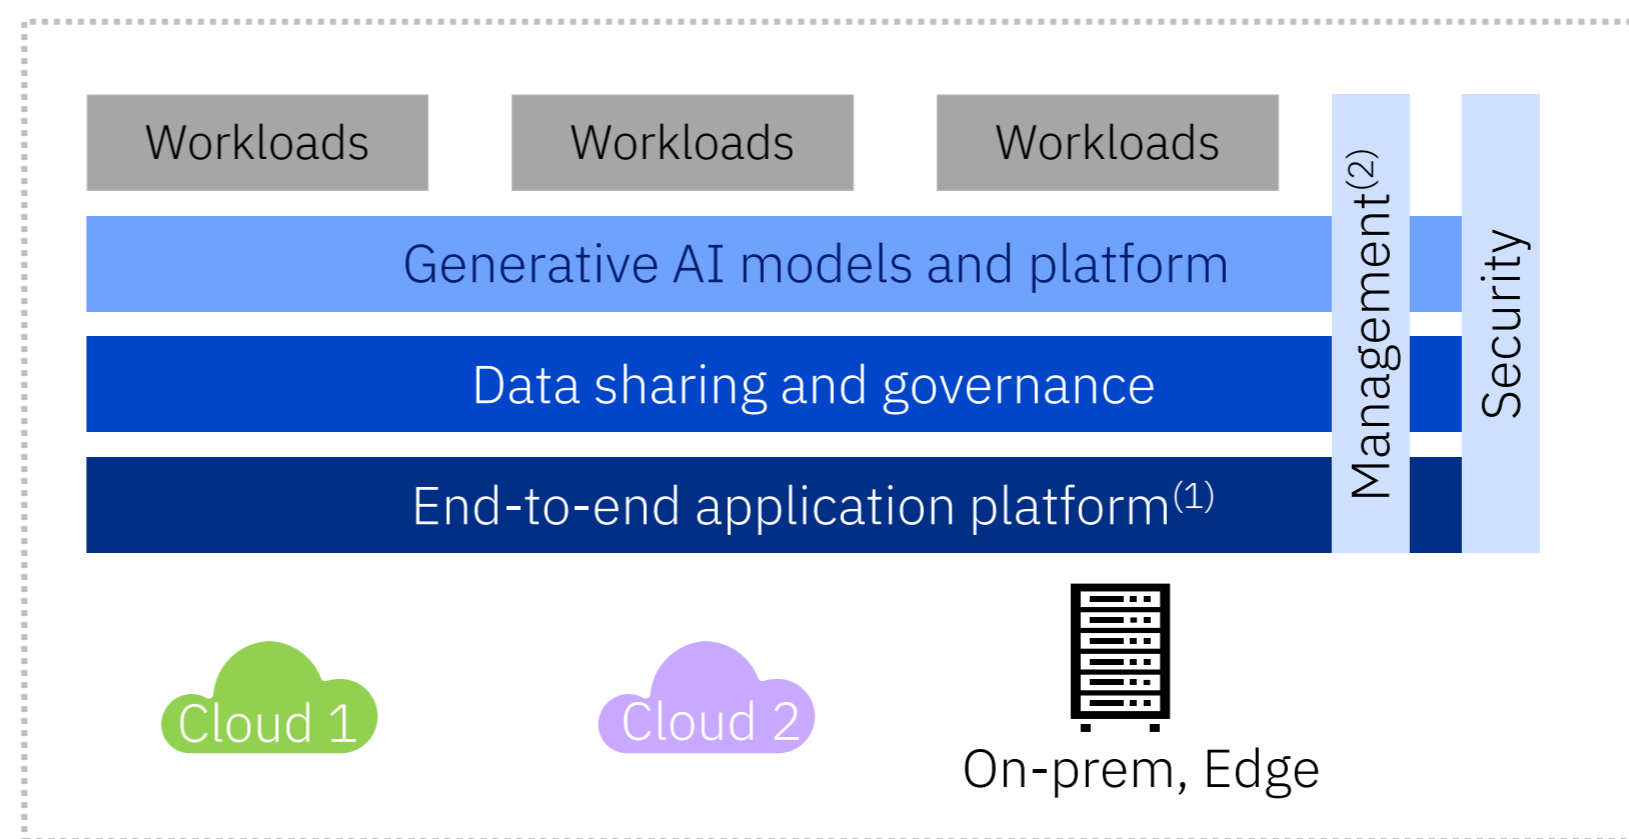 Workloads
Workloads
Workloads
Generative AI models and platform
Data sharing and governance
End-to-end application platform(1)
Management(2)
Security
Cloud 1
Cloud 2
On-prem, Edge